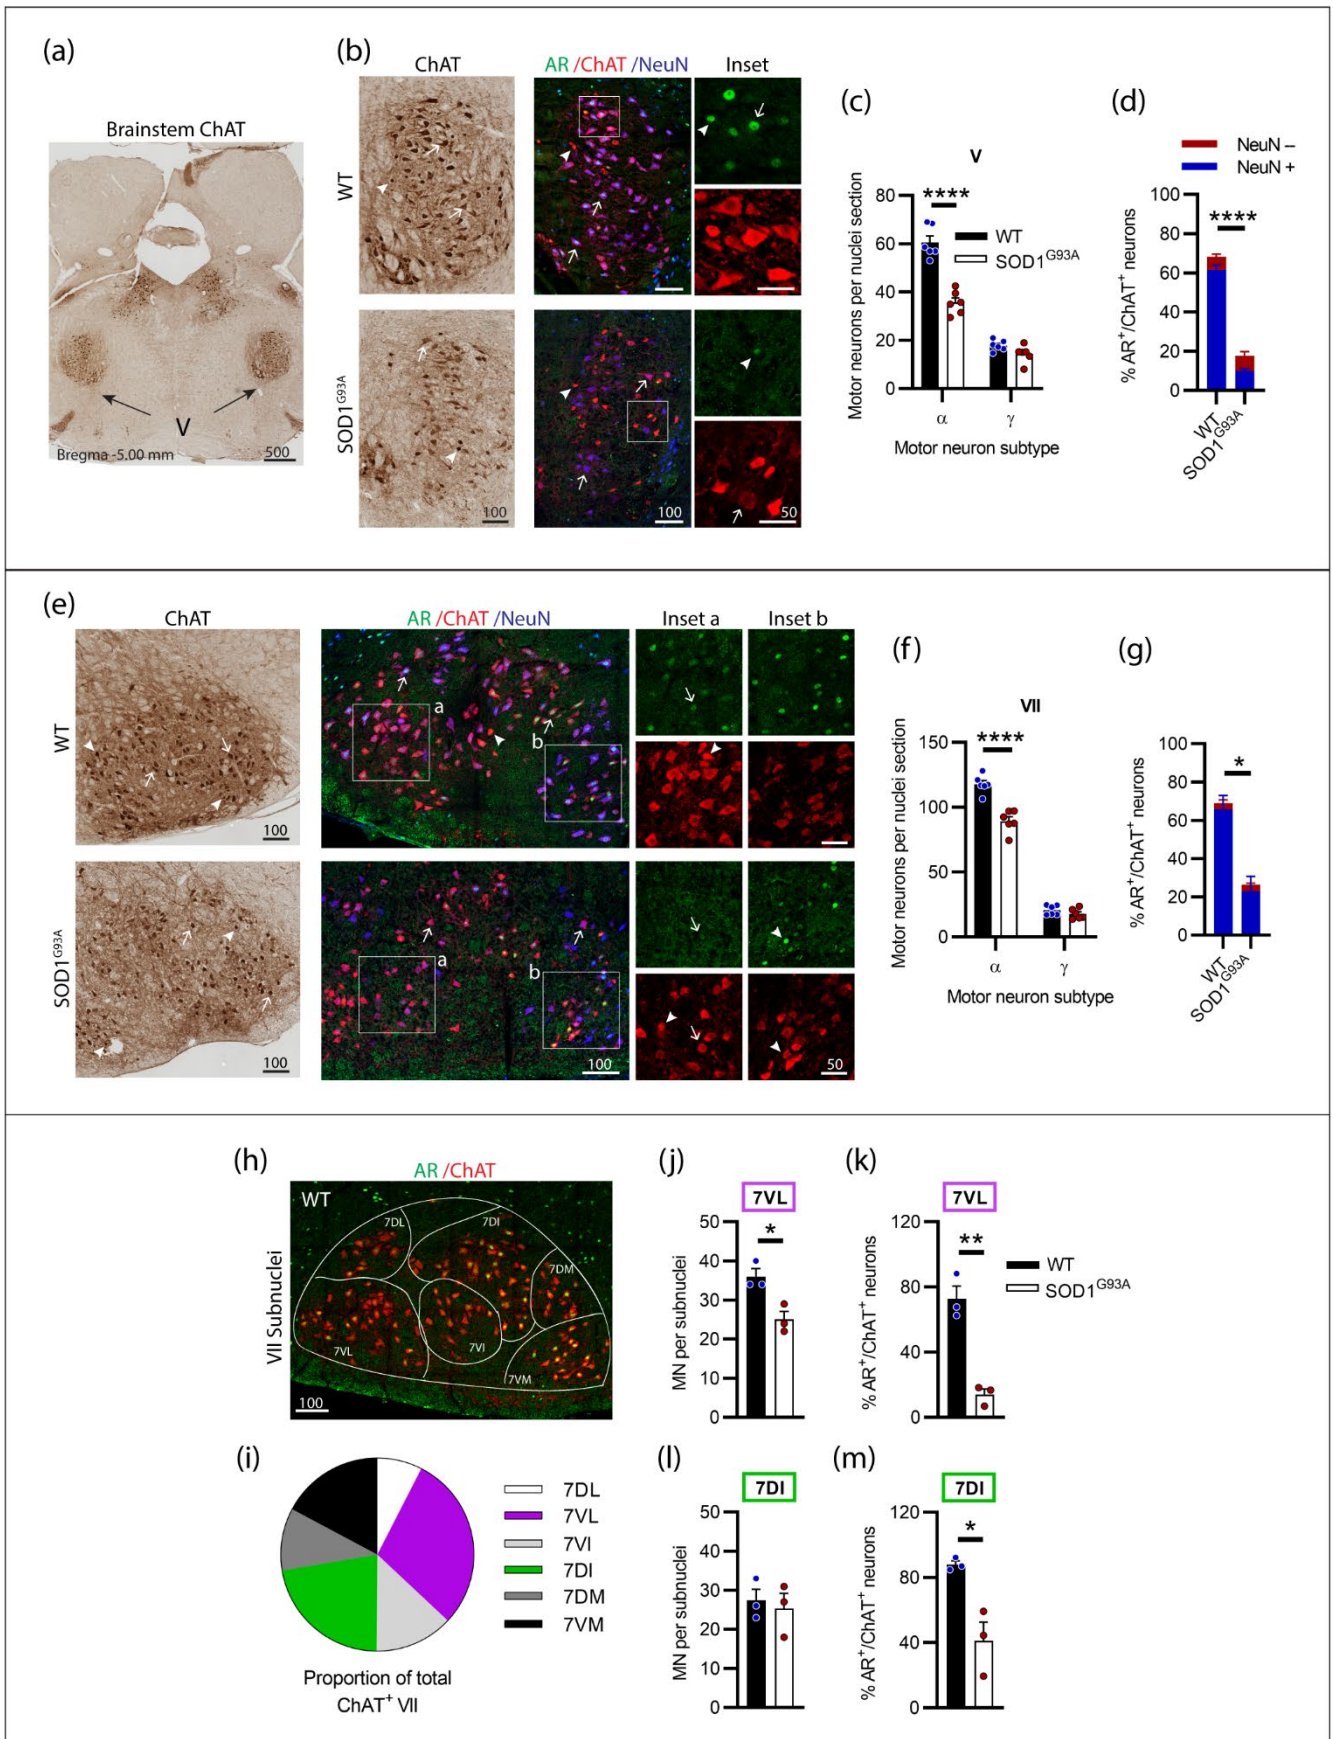 (a)
Brainstem ChAT
V
Bregma -5.00 mm
500
(b)
ChAT
AR /ChAT /NeuN
Inset
WT
SOD1G93A
100
100
50
(c)
V
Motor neurons per nuclei section
80
60
40
20
0
****
WT
SOD1G93A
α
γ
Motor neuron subtype
(d)
NeuN –
NeuN +
% AR+/ChAT+ neurons
100
80
60
40
20
0
****
WT
SOD1G93A
(e)
ChAT
AR /ChAT /NeuN
Inset a
Inset b
WT
a
b
100
SOD1G93A
a
b
100
100
50
(f)
VII
Motor neurons per nuclei section
150
100
50
0
****
α
γ
Motor neuron subtype
(g)
% AR+/ChAT+ neurons
100
80
60
40
20
0
*
WT
SOD1G93A
(h)
AR /ChAT
VII Subnuclei
WT
7DL
7DI
7DM
7VL
7VI
7VM
100
(i)
7DL
7VL
7VI
7DI
7DM
7VM
Proportion of total
ChAT+ VII
(j)
7VL
MN per subnuclei
50
40
30
20
10
0
*
(k)
7VL
% AR+/ChAT+ neurons
120
80
40
0
**
WT
SOD1G93A
(l)
7DI
MN per subnuclei
50
40
30
20
10
0
(m)
7DI
% AR+/ChAT+ neurons
120
80
40
0
*